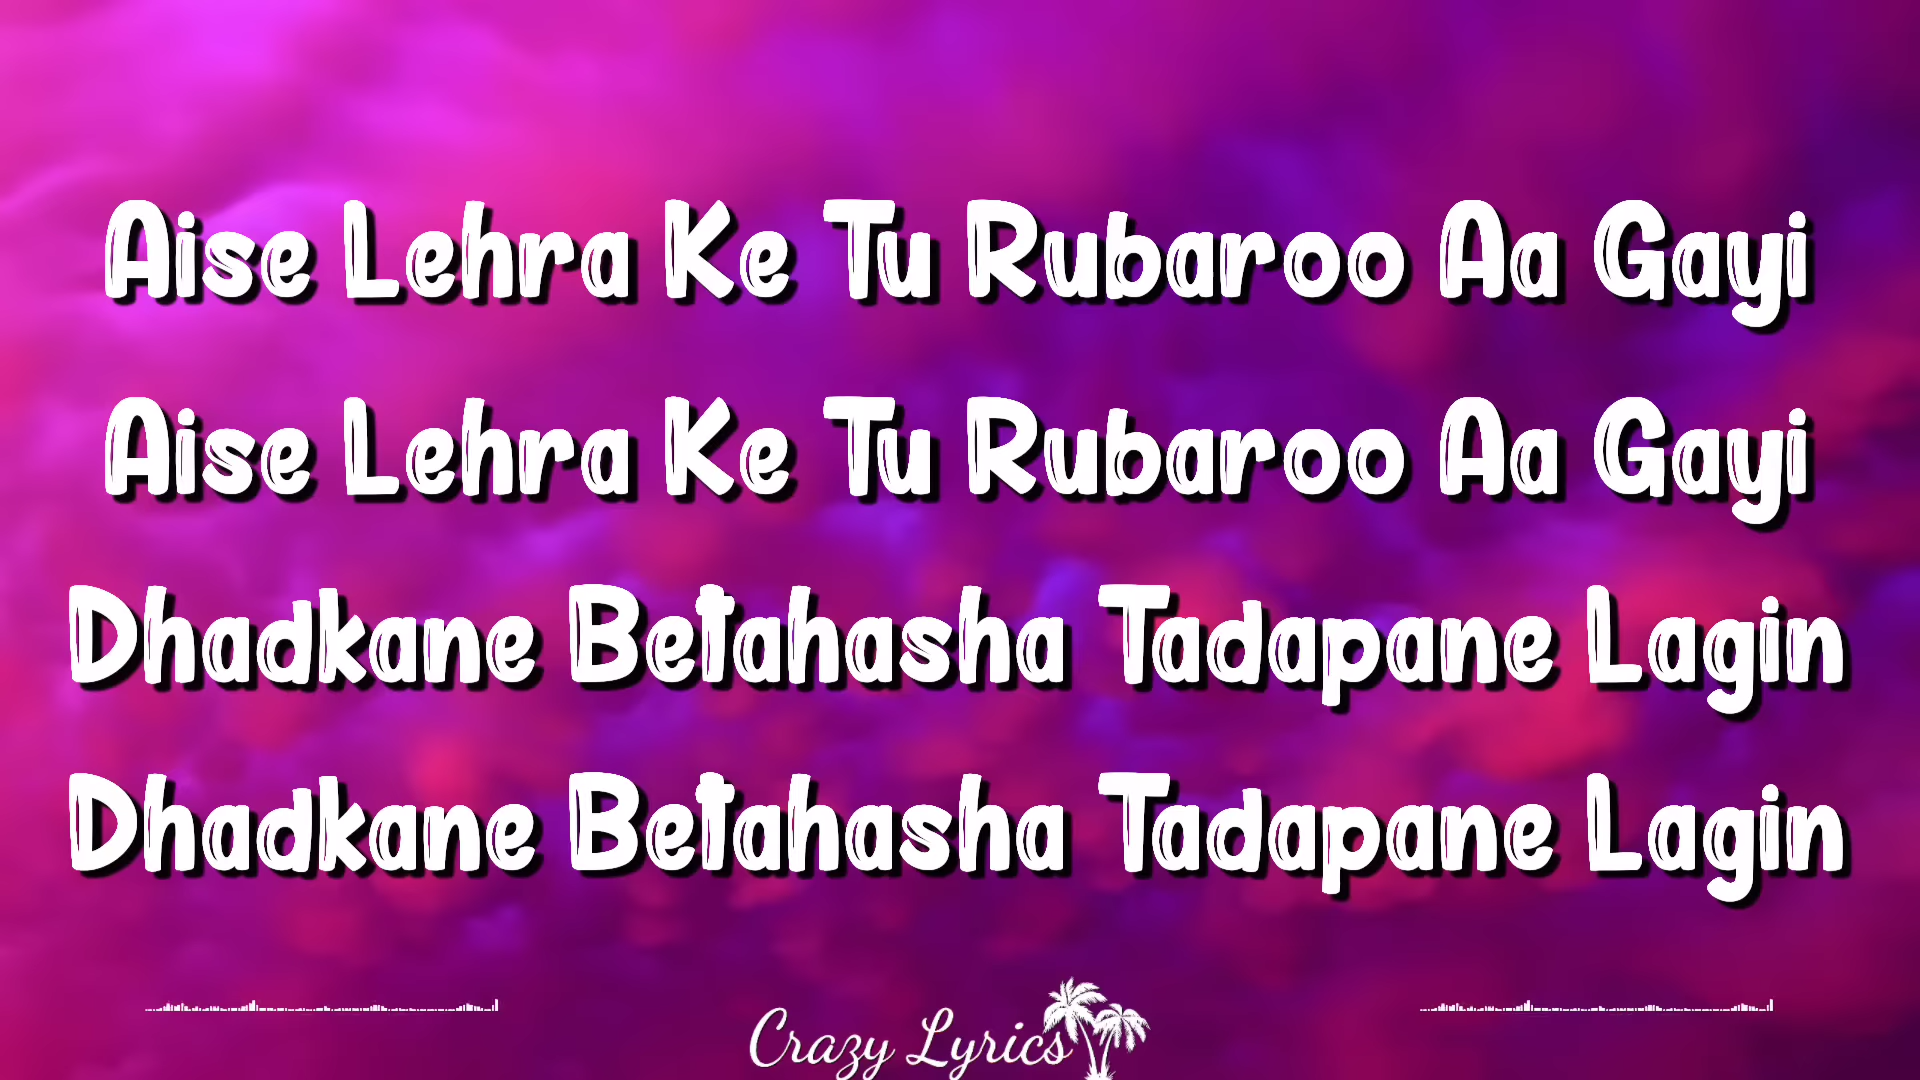 Aise Lehra Ke Tu Rubaroo Aa Gayi
Aise Lehra Ke Tu Rubaroo Aa Gayi
Dhadkane Betahasha Tadapane Lagin
Dhadkane Betahasha Tadapane Lagin
Crazy Lyrics